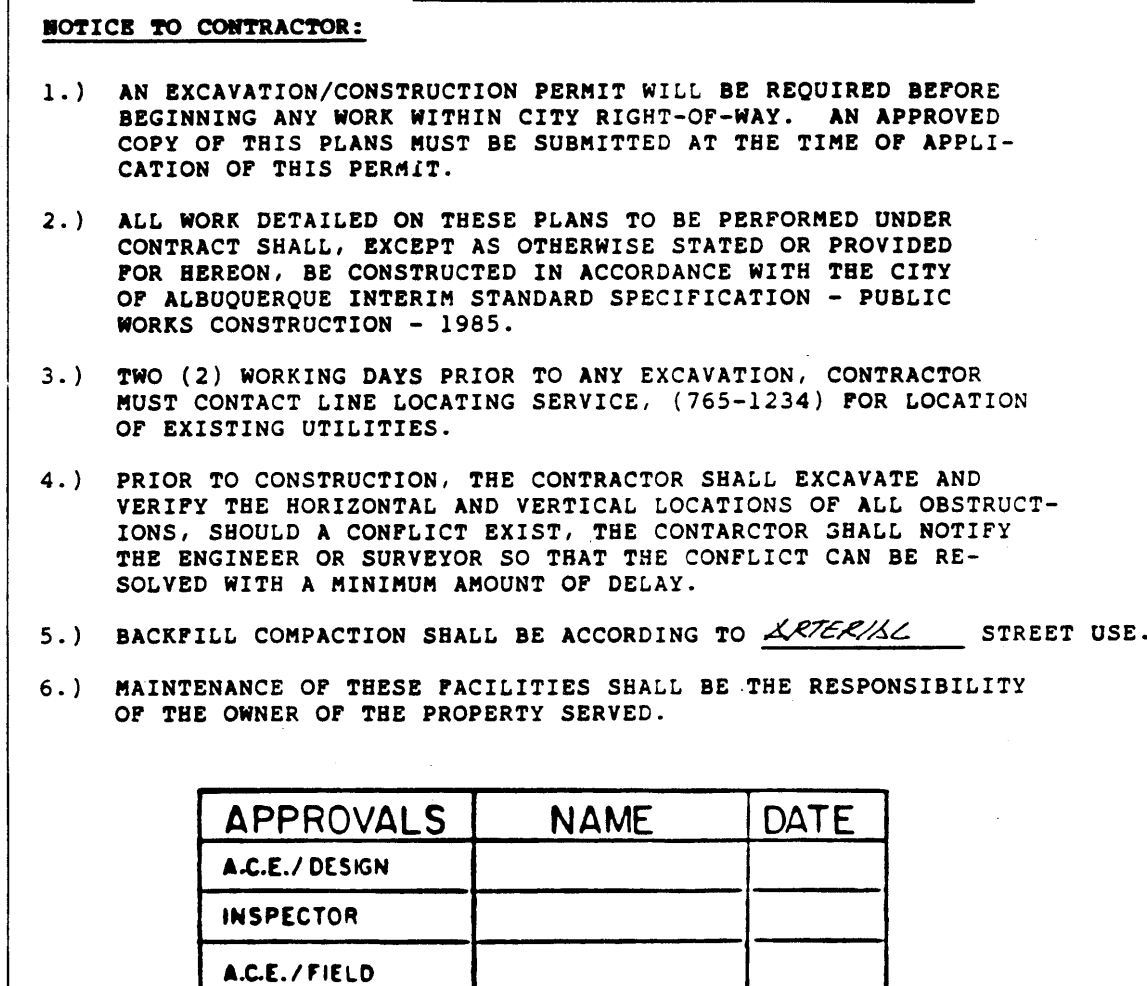 NOTICE TO CONTRACTOR:
1.) AN EXCAVATION/CONSTRUCTION PERMIT WILL BE REQUIRED BEFORE
BEGINNING ANY WORK WITHIN CITY RIGHT-OF-WAY. AN APPROVED
COPY OF THIS PLANS MUST BE SUBMITTED AT THE TIME OF APPLI-
CATION OF THIS PERMIT.
2.) ALL WORK DETAILED ON THESE PLANS TO BE PERFORMED UNDER
CONTRACT SHALL, EXCEPT AS OTHERWISE STATED OR PROVIDED
FOR HEREON, BE CONSTRUCTED IN ACCORDANCE WITH THE CITY
OF ALBUQUERQUE INTERIM STANDARD SPECIFICATION - PUBLIC
WORKS CONSTRUCTION - 1985.
3.) TWO (2) WORKING DAYS PRIOR TO ANY EXCAVATION, CONTRACTOR
MUST CONTACT LINE LOCATING SERVICE, (765-1234) FOR LOCATION
OF EXISTING UTILITIES.
4.) PRIOR TO CONSTRUCTION, THE CONTRACTOR SHALL EXCAVATE AND
VERIFY THE HORIZONTAL AND VERTICAL LOCATIONS OF ALL OBSTRUCT-
IONS, SHOULD A CONFLICT EXIST, THE CONTARCTOR SHALL NOTIFY
THE ENGINEER OR SURVEYOR SO THAT THE CONFLICT CAN BE RE-
SOLVED WITH A MINIMUM AMOUNT OF DELAY.
5.) BACKFILL COMPACTION SHALL BE ACCORDING TO ARTERIAL STREET USE.
6.) MAINTENANCE OF THESE FACILITIES SHALL BE THE RESPONSIBILITY
OF THE OWNER OF THE PROPERTY SERVED.
APPROVALS NAME DATE
A.C.E./DESIGN
INSPECTOR
A.C.E./FIELD